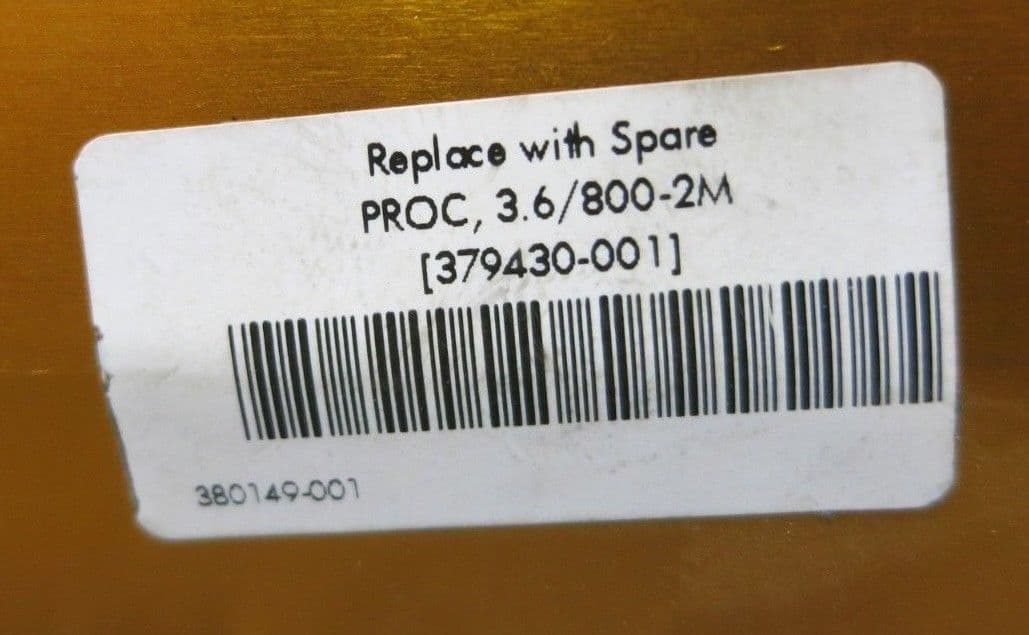 Replace with Spare
PROC, 3.6/800-2M
[379430-001]
380149-001